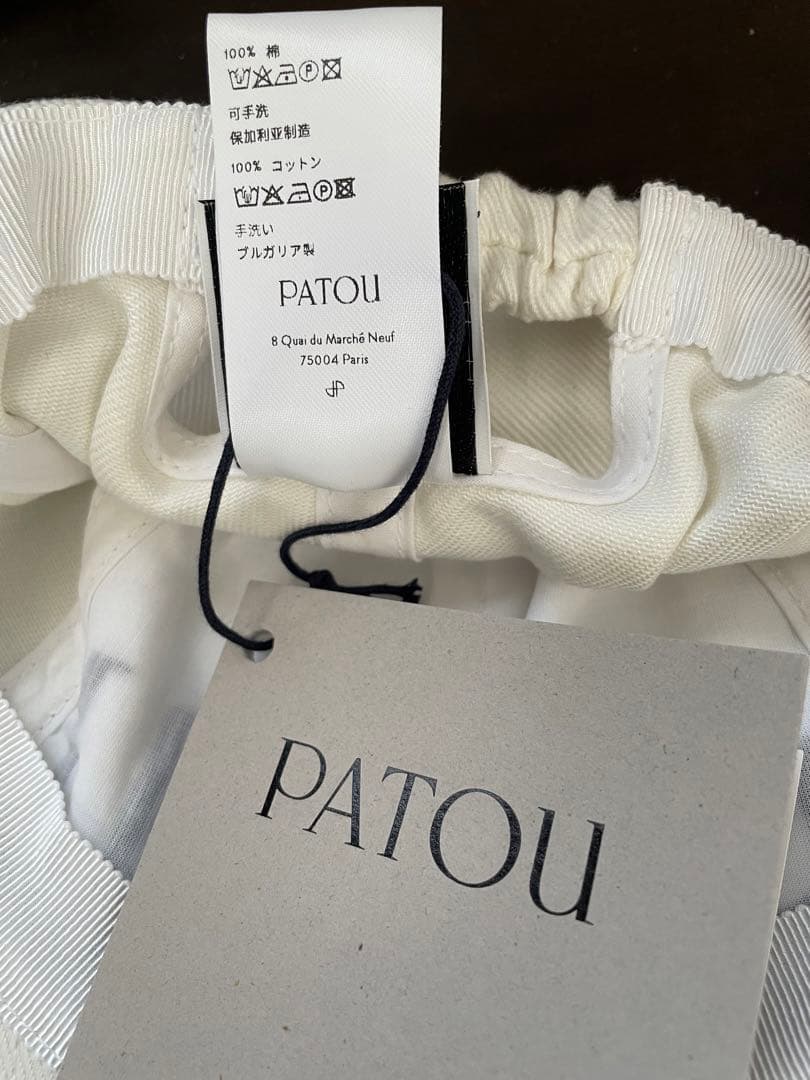 100% 棉
可手洗
保加利亚制造
100% コットン
手洗い
ブルガリア製
PATOU
8 Quai du Marché Neuf
75004 Paris
JP
PATOU